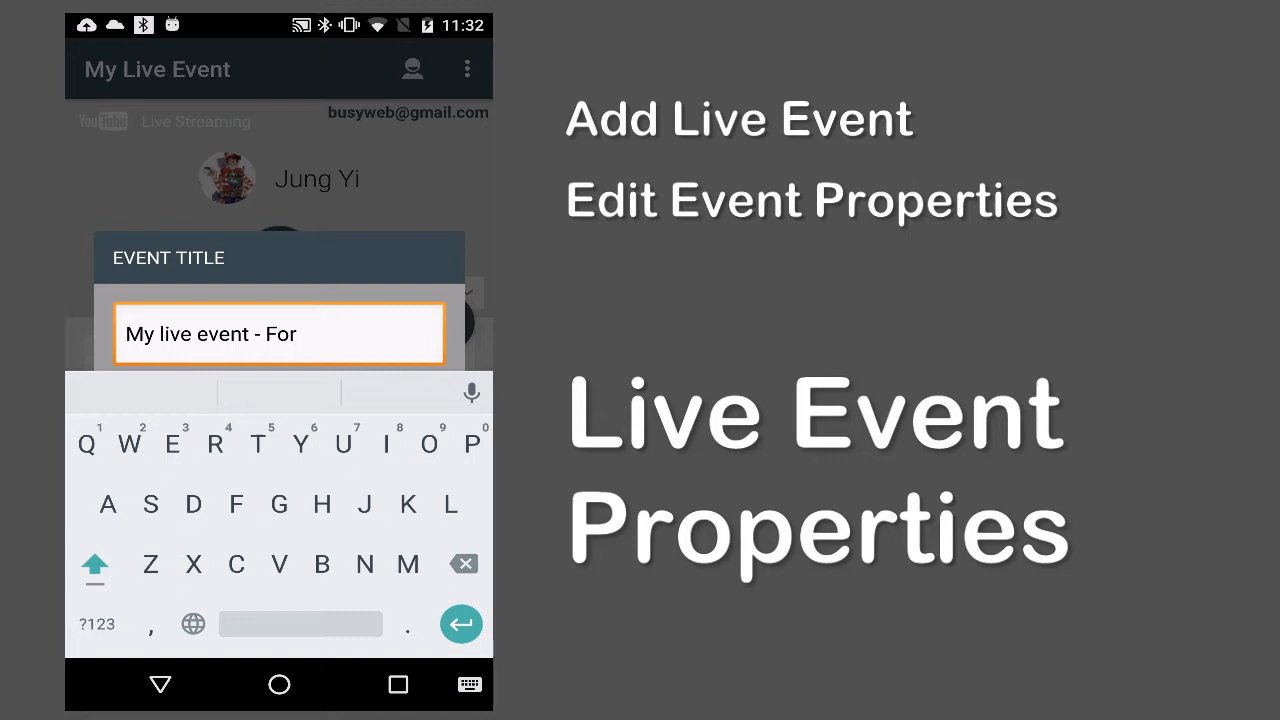 11:32
My Live Event
busyweb@gmail.com
YouTube Live Streaming
Jung Yi
EVENT TITLE
My live event - For
1 2 3 4 5 6 7 8 9 0
Q W E R T Y U I O P
A S D F G H J K L
Z X C V B N M
?123 , .
Add Live Event
Edit Event Properties
Live Event
Properties